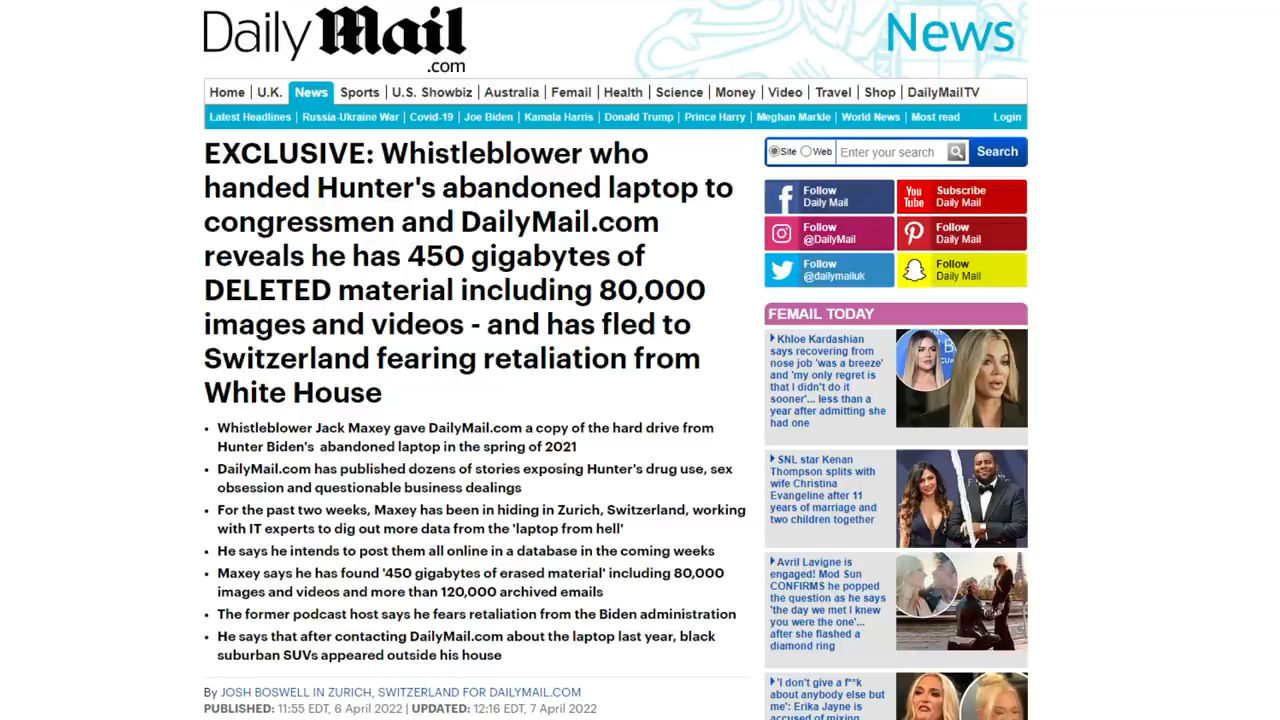 Daily Mail
.com
News
Home | U.K. News Sports | U.S. Showbiz | Australia | Femail | Health | Science | Money | Video | Travel | Shop | DailyMailTV
Latest Headlines | Russia-Ukraine War | Covid-19 | Joe Biden | Kamala Harris | Donald Trump | Prince Harry | Meghan Markle | World News | Most read Login
EXCLUSIVE: Whistleblower who
handed Hunter's abandoned laptop to
congressmen and DailyMail.com
reveals he has 450 gigabytes of
DELETED material including 80,000
images and videos - and has fled to
Switzerland fearing retaliation from
White House
• Whistleblower Jack Maxey gave DailyMail.com a copy of the hard drive from
Hunter Biden's abandoned laptop in the spring of 2021
• DailyMail.com has published dozens of stories exposing Hunter's drug use, sex
obsession and questionable business dealings
• For the past two weeks, Maxey has been in hiding in Zurich, Switzerland, working
with IT experts to dig out more data from the 'laptop from hell'
• He says he intends to post them all online in a database in the coming weeks
• Maxey says he has found '450 gigabytes of erased material' including 80,000
images and videos and more than 120,000 archived emails
• The former podcast host says he fears retaliation from the Biden administration
• He says that after contacting DailyMail.com about the laptop last year, black
suburban SUVs appeared outside his house
By JOSH BOSWELL IN ZURICH, SWITZERLAND FOR DAILYMAIL.COM
PUBLISHED: 11:55 EDT, 6 April 2022 | UPDATED: 12:16 EDT, 7 April 2022
Site Web Enter your search Search
Follow
Daily Mail
You
Tube
Subscribe
Daily Mail
Follow
@DailyMail
Follow
Daily Mail
Follow
@dailymailuk
Follow
Daily Mail
FEMAIL TODAY
Khloe Kardashian
says recovering from
nose job 'was a breeze'
and 'my only regret is
that I didn't do it
sooner'... less than a
year after admitting she
had one
SNL star Kenan
Thompson splits with
wife Christina
Evangeline after 11
years of marriage and
two children together
Avril Lavigne is
engaged! Mod Sun
CONFIRMS he popped
the question as he says
'the day we met I knew
you were the one'...
after she flashed a
diamond ring
'I don't give a f**k
about anybody else but
me': Erika Jayne is
accused of mixing